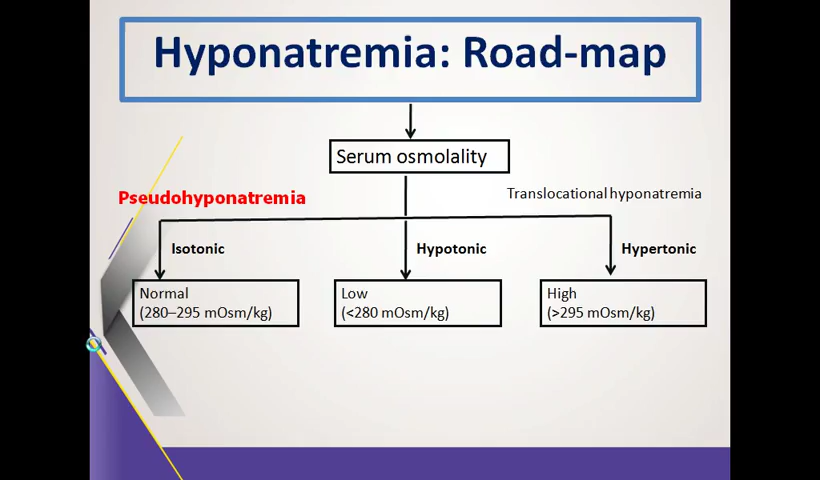 Hyponatremia: Road-map
Serum osmolality
Pseudohyponatremia
Translocational hyponatremia
Isotonic
Hypotonic
Hypertonic
Normal
(280–295 mOsm/kg)
Low
(<280 mOsm/kg)
High
(>295 mOsm/kg)